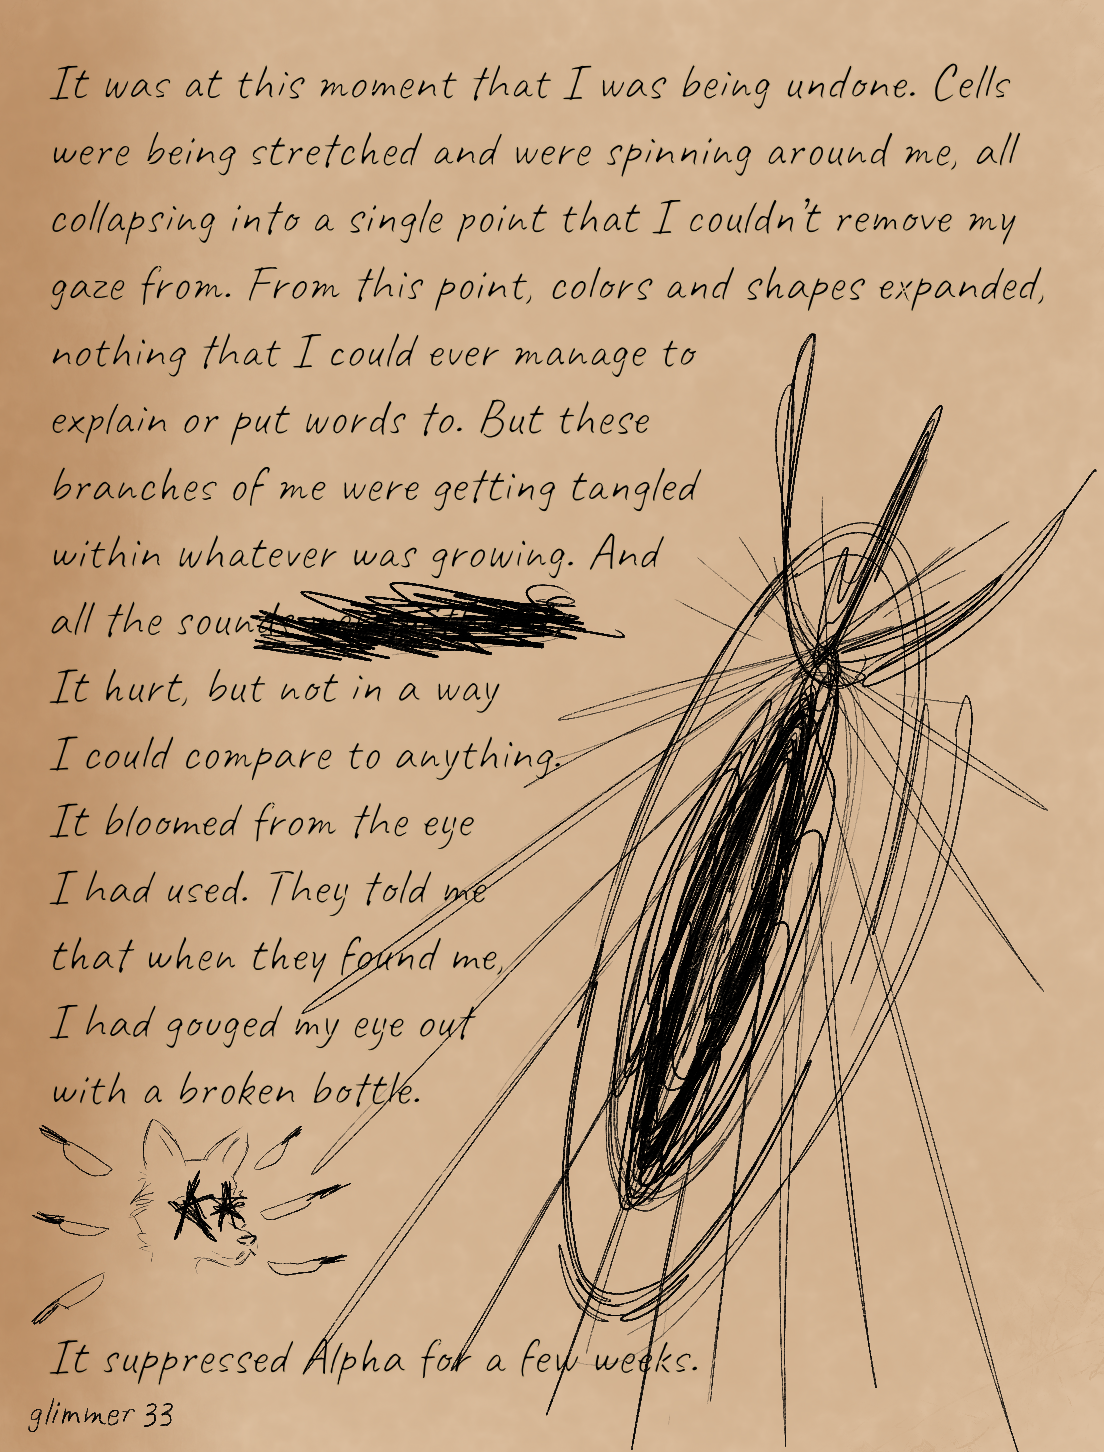 It was at this moment that I was being undone. Cells
were being stretched and were spinning around me, all
collapsing into a single point that I couldn't remove my
gaze from. From this point, colors and shapes expanded,
nothing that I could ever manage to
explain or put words to. But these
branches of me were getting tangled
within whatever was growing. And
all the sounds
It hurt, but not in a way
I could compare to anything.
It bloomed from the eye
I had used. They told me
that when they found me,
I had gouged my eye out
with a broken bottle.
It suppressed Alpha for a few weeks.
glimmer 33